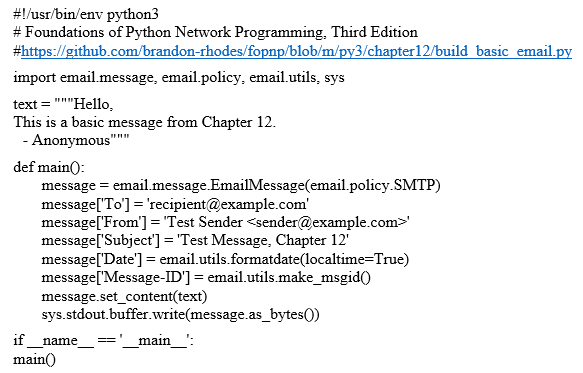 #!/usr/bin/env python3
# Foundations of Python Network Programming, Third Edition
#https://github.com/brandon-rhodes/fopnp/blob/m/py3/chapter12/build_basic_email.py
import email.message, email.policy, email.utils, sys
text = """Hello,
This is a basic message from Chapter 12.
- Anonymous"""
def main():
message = email.message.EmailMessage(email.policy.SMTP)
message['To'] = 'recipient@example.com'
message['From'] = 'Test Sender <sender@example.com>'
message['Subject'] = 'Test Message, Chapter 12'
message['Date'] = email.utils.formatdate(localtime=True)
message['Message-ID'] = email.utils.make_msgid()
message.set_content(text)
sys.stdout.buffer.write(message.as_bytes())
if __name__ == '__main__':
main()